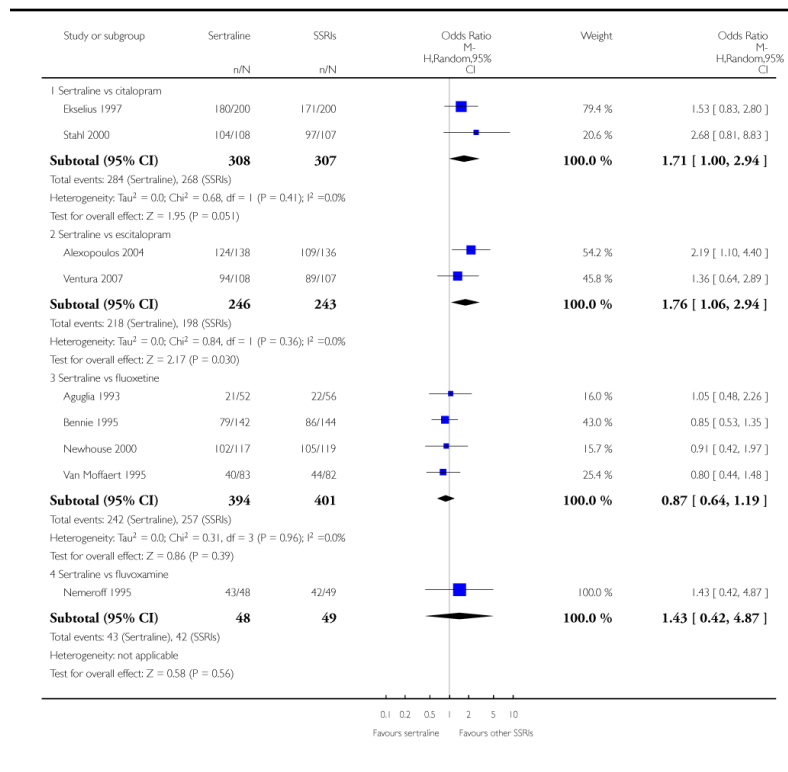 Study or subgroup Sertraline SSRIs Odds Ratio Weight Odds Ratio
M- M-
H,Random,95% H,Random,95%
n/N n/N CI CI
1 Sertraline vs citalopram
Ekselius 1997 180/200 171/200 79.4 % 1.53 [ 0.83, 2.80 ]
Stahl 2000 104/108 97/107 20.6 % 2.68 [ 0.81, 8.83 ]
Subtotal (95% CI) 308 307 100.0 % 1.71 [ 1.00, 2.94 ]
Total events: 284 (Sertraline), 268 (SSRIs)
Heterogeneity: Tau² = 0.0; Chi² = 0.68, df = 1 (P = 0.41); I² =0.0%
Test for overall effect: Z = 1.95 (P = 0.051)
2 Sertraline vs escitalopram
Alexopoulos 2004 124/138 109/136 54.2 % 2.19 [ 1.10, 4.40 ]
Ventura 2007 94/108 89/107 45.8 % 1.36 [ 0.64, 2.89 ]
Subtotal (95% CI) 246 243 100.0 % 1.76 [ 1.06, 2.94 ]
Total events: 218 (Sertraline), 198 (SSRIs)
Heterogeneity: Tau² = 0.0; Chi² = 0.84, df = 1 (P = 0.36); I² =0.0%
Test for overall effect: Z = 2.17 (P = 0.030)
3 Sertraline vs fluoxetine
Aguglia 1993 21/52 22/56 16.0 % 1.05 [ 0.48, 2.26 ]
Bennie 1995 79/142 86/144 43.0 % 0.85 [ 0.53, 1.35 ]
Newhouse 2000 102/117 105/119 15.7 % 0.91 [ 0.42, 1.97 ]
Van Moffaert 1995 40/83 44/82 25.4 % 0.80 [ 0.44, 1.48 ]
Subtotal (95% CI) 394 401 100.0 % 0.87 [ 0.64, 1.19 ]
Total events: 242 (Sertraline), 257 (SSRIs)
Heterogeneity: Tau² = 0.0; Chi² = 0.31, df = 3 (P = 0.96); I² =0.0%
Test for overall effect: Z = 0.86 (P = 0.39)
4 Sertraline vs fluvoxamine
Nemeroff 1995 43/48 42/49 100.0 % 1.43 [ 0.42, 4.87 ]
Subtotal (95% CI) 48 49 100.0 % 1.43 [ 0.42, 4.87 ]
Total events: 43 (Sertraline), 42 (SSRIs)
Heterogeneity: not applicable
Test for overall effect: Z = 0.58 (P = 0.56)
0.1 0.2 0.5 1 2 5 10
Favours sertraline Favours other SSRIs